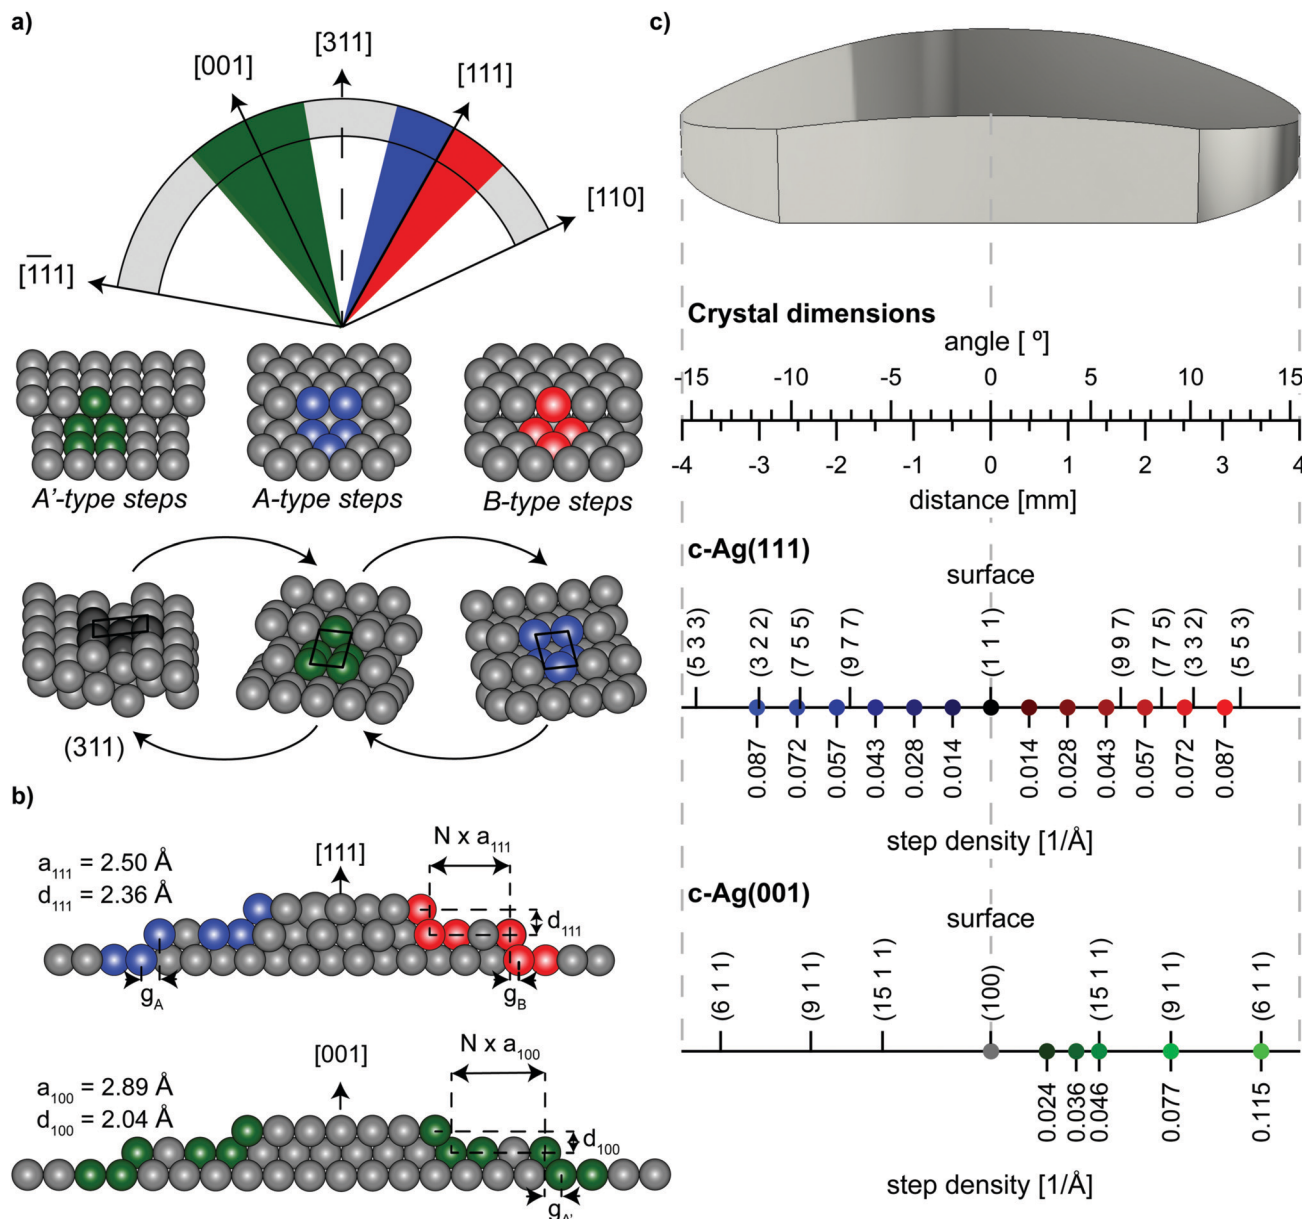 a)
[311]
[001]
[111]
[110]
[1̅1̅1]
A'-type steps
A-type steps
B-type steps
(311)
b)
a111 = 2.50 Å
d111 = 2.36 Å
[111]
N x a111
d111
gA
gB
a100 = 2.89 Å
d100 = 2.04 Å
[001]
N x a100
d100
gA'
c)
Crystal dimensions
angle [ º]
-15 -10 -5 0 5 10 15
-4 -3 -2 -1 0 1 2 3 4
distance [mm]
c-Ag(111)
surface
(5 3 3) (3 2 2) (7 5 5) (9 7 7) (1 1 1) (9 9 7) (7 7 5) (3 3 2) (5 5 3)
0.087 0.072 0.057 0.043 0.028 0.014 0.014 0.028 0.043 0.057 0.072 0.087
step density [1/Å]
c-Ag(001)
surface
(6 1 1) (9 1 1) (15 1 1) (100) (15 1 1) (9 1 1) (6 1 1)
0.024 0.036 0.046 0.077 0.115
step density [1/Å]